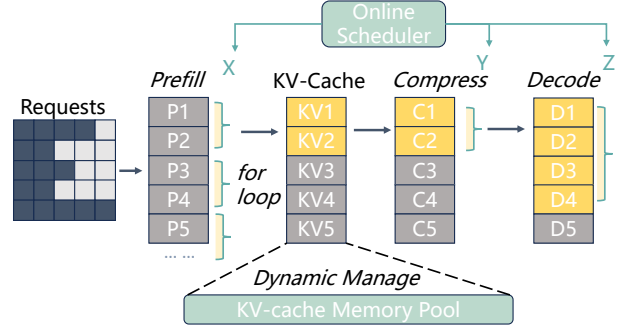 Online
Scheduler
X
Y
Z
Prefill
KV-Cache
Compress
Decode
Requests
P1
P2
P3
P4
P5
... ...
for
loop
KV1
KV2
KV3
KV4
KV5
C1
C2
C3
C4
C5
D1
D2
D3
D4
D5
Dynamic Manage
KV-cache Memory Pool